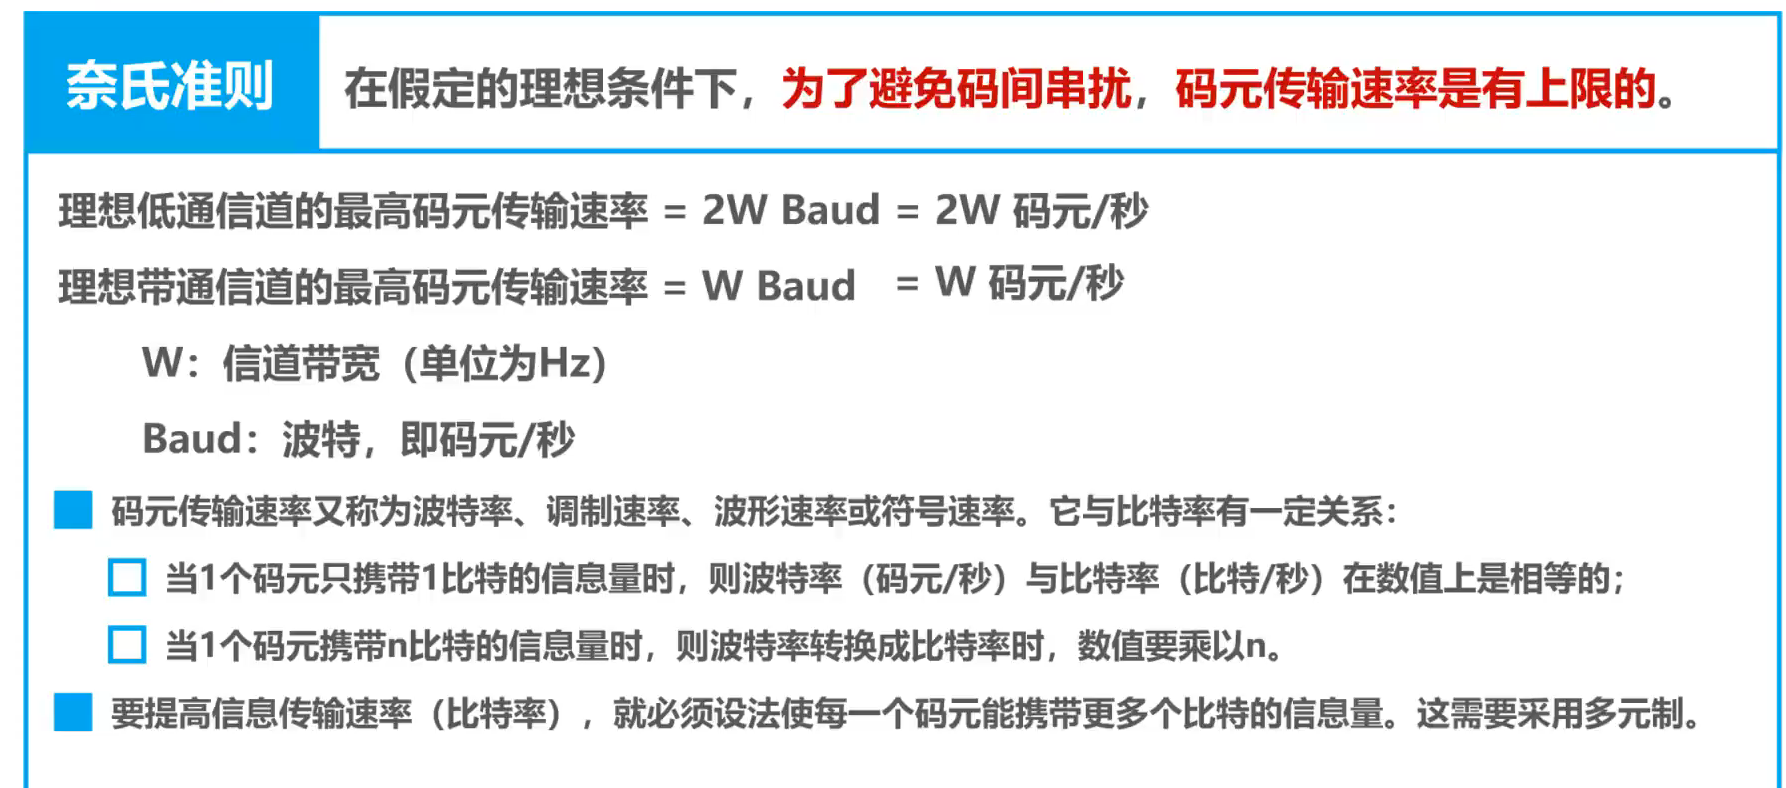 奈氏准则
在假定的理想条件下，为了避免码间串扰，码元传输速率是有上限的。
理想低通信道的最高码元传输速率 = 2W Baud = 2W 码元/秒
理想带通信道的最高码元传输速率 = W Baud = W 码元/秒
W：信道带宽（单位为Hz）
Baud：波特，即码元/秒
码元传输速率又称为波特率、调制速率、波形速率或符号速率。它与比特率有一定关系：
当1个码元只携带1比特的信息量时，则波特率（码元/秒）与比特率（比特/秒）在数值上是相等的；
当1个码元携带n比特的信息量时，则波特率转换成比特率时，数值要乘以n。
要提高信息传输速率（比特率），就必须设法使每一个码元能携带更多个比特的信息量。这需要采用多元制。